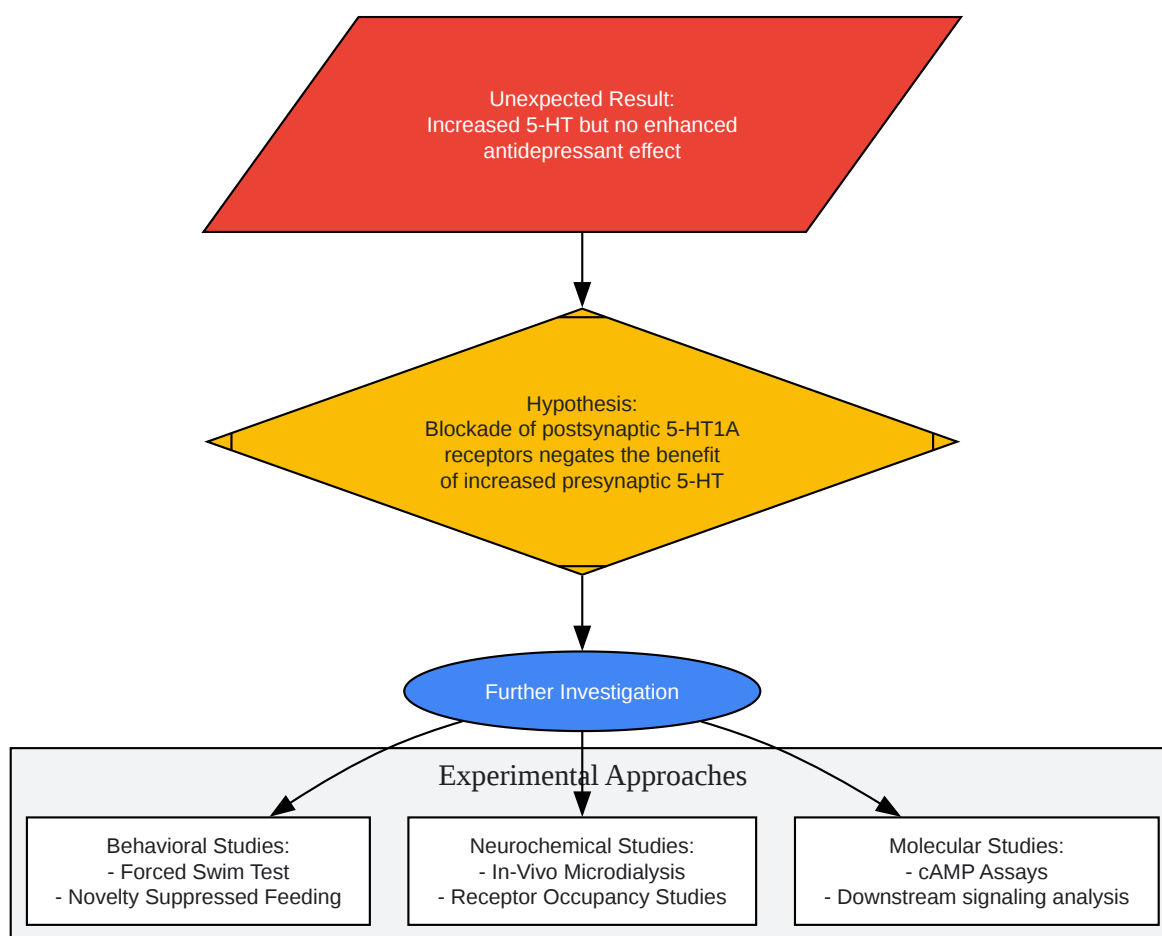 Unexpected Result:
Increased 5-HT but no enhanced
antidepressant effect
Hypothesis:
Blockade of postsynaptic 5-HT1A
receptors negates the benefit
of increased presynaptic 5-HT
Further Investigation
Experimental Approaches
Behavioral Studies:
- Forced Swim Test
- Novelty Suppressed Feeding
Neurochemical Studies:
- In-Vivo Microdialysis
- Receptor Occupancy Studies
Molecular Studies:
- cAMP Assays
- Downstream signaling analysis